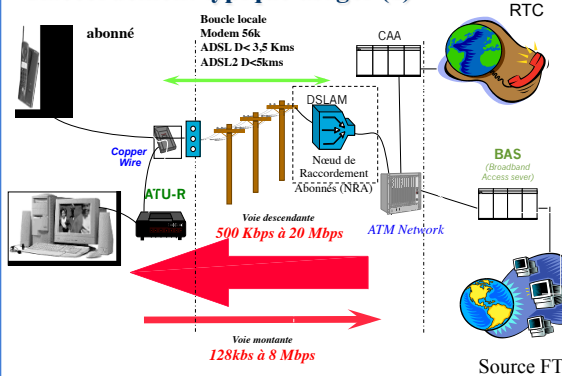 RTC
Boucle locale
Modem 56k
ADSL D< 3,5 Kms
ADSL2 D<5kms
abonné
CAA
DSLAM
Copper
Wire
Nœud de
Raccordement
Abonnés (NRA)
BAS
(Broadband
Access sever)
ATU-R
Voie descendante
500 Kbps à 20 Mbps
ATM Network
Voie montante
128kbs à 8 Mbps
Source FT